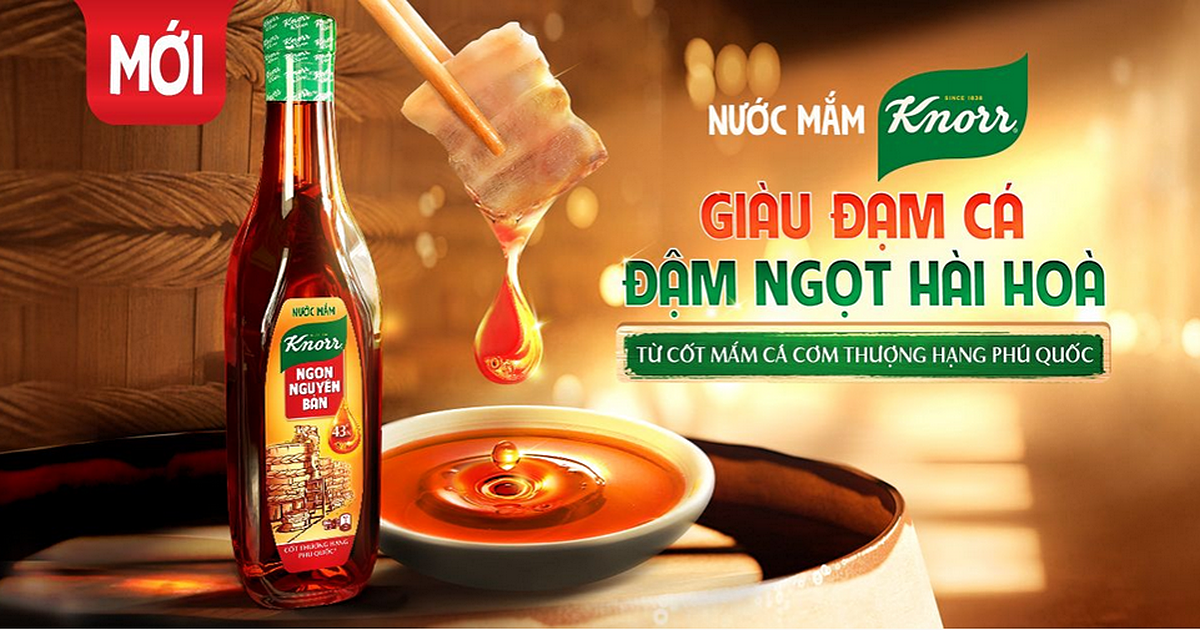 MỚI
NƯỚC MẮM
SINCE 1838
Knorr
GIÀU ĐẠM CÁ
ĐẬM NGỌT HÀI HOÀ
TỪ CỐT MẮM CÁ CƠM THƯỢNG HẠNG PHÚ QUỐC
NƯỚC MẮM
Knorr
NGON
NGUYÊN
BẢN
43
CỐT THƯỢNG HẠNG
PHÚ QUỐC*